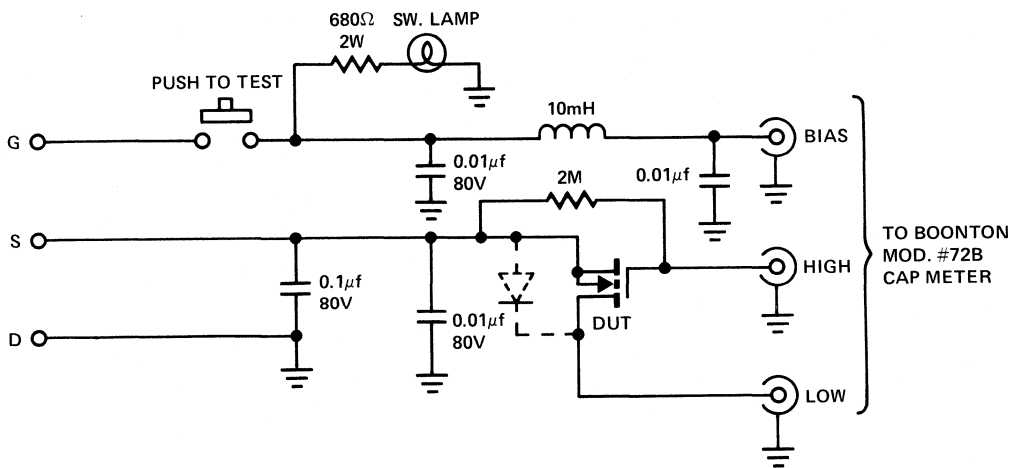 680Ω SW. LAMP
2W
PUSH TO TEST
10mH
G
BIAS
0.01μf
80V
2M
0.01μf
S
TO BOONTON
MOD. #72B
CAP METER
HIGH
0.1μf
80V
0.01μf
80V
DUT
D
LOW